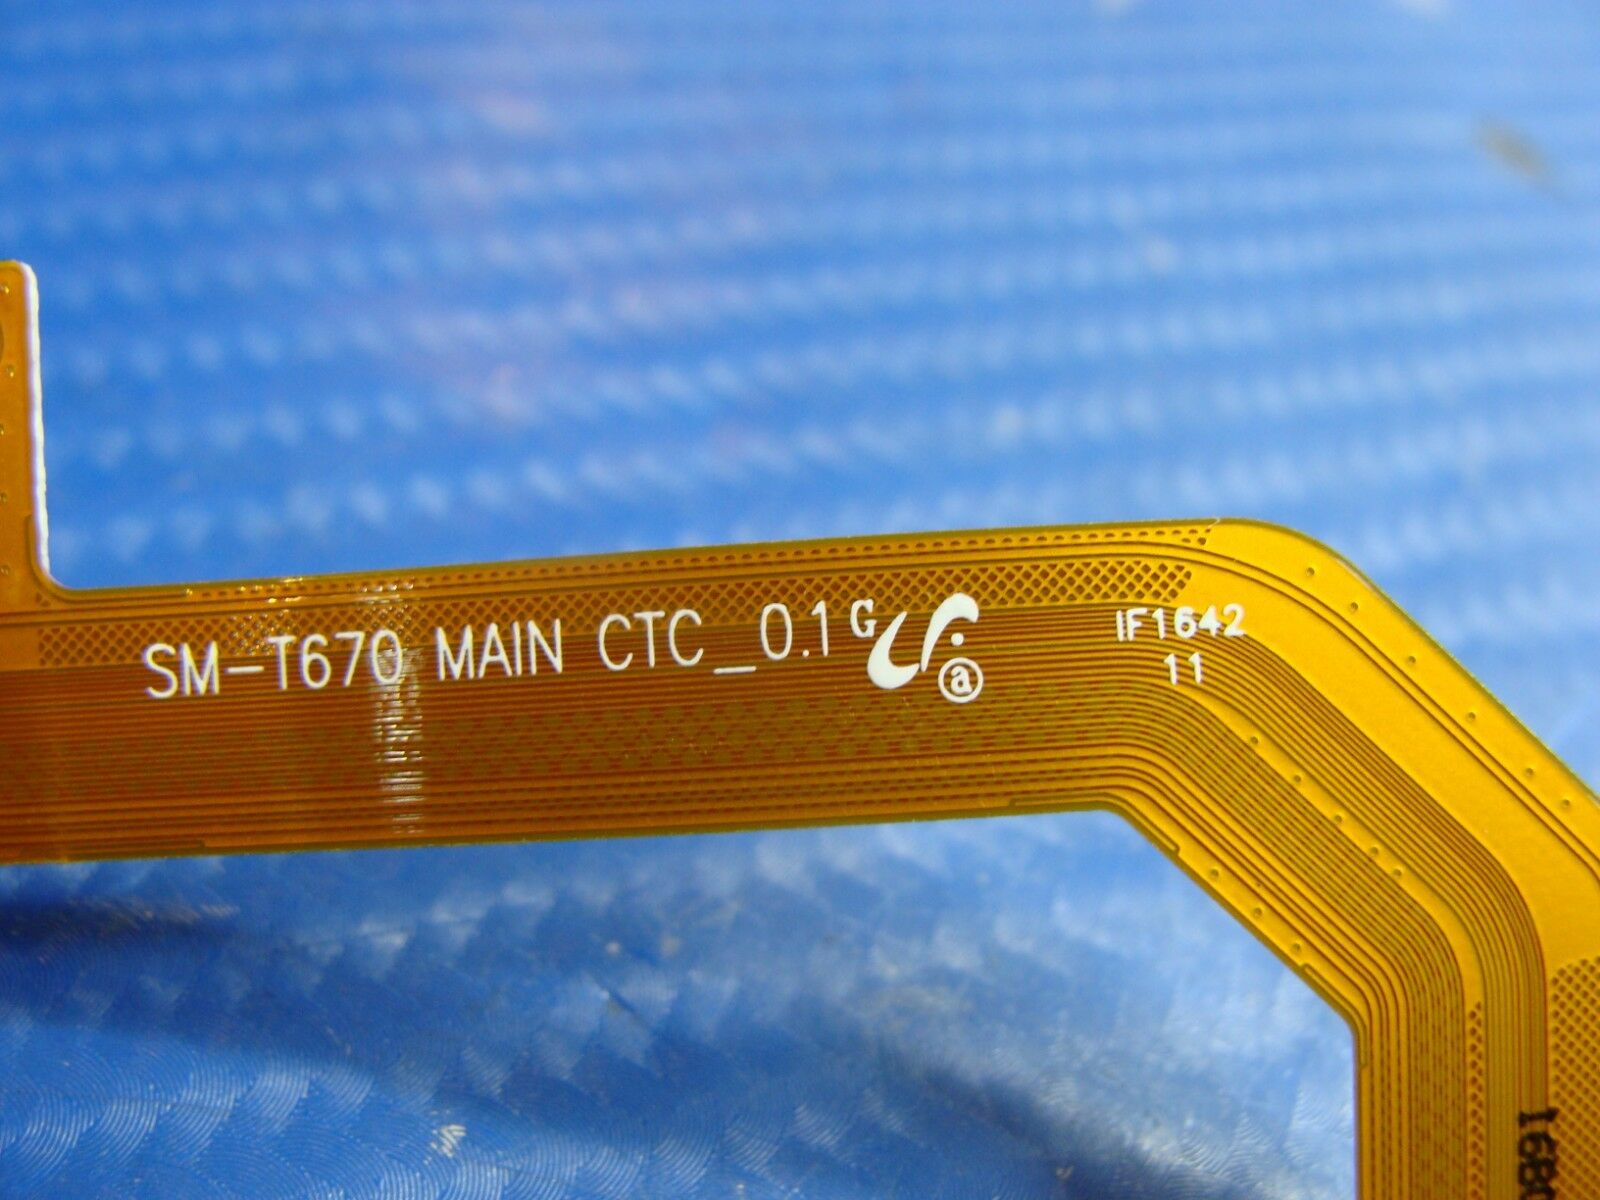 SM-T670 MAIN CTC_0.1 G
a
IF1642
11